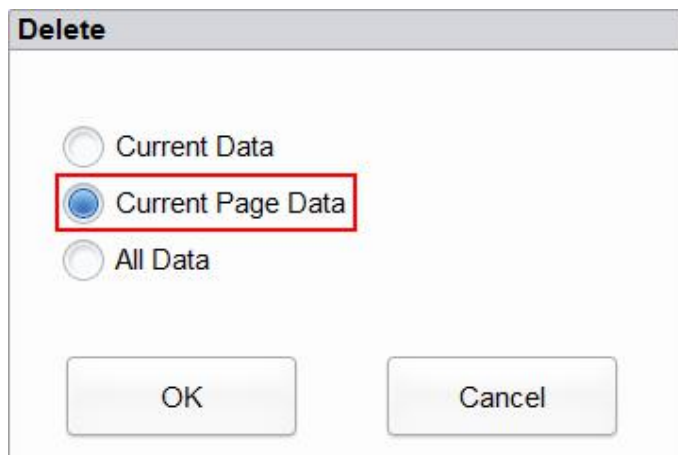 Delete
Current Data
Current Page Data
All Data
OK
Cancel